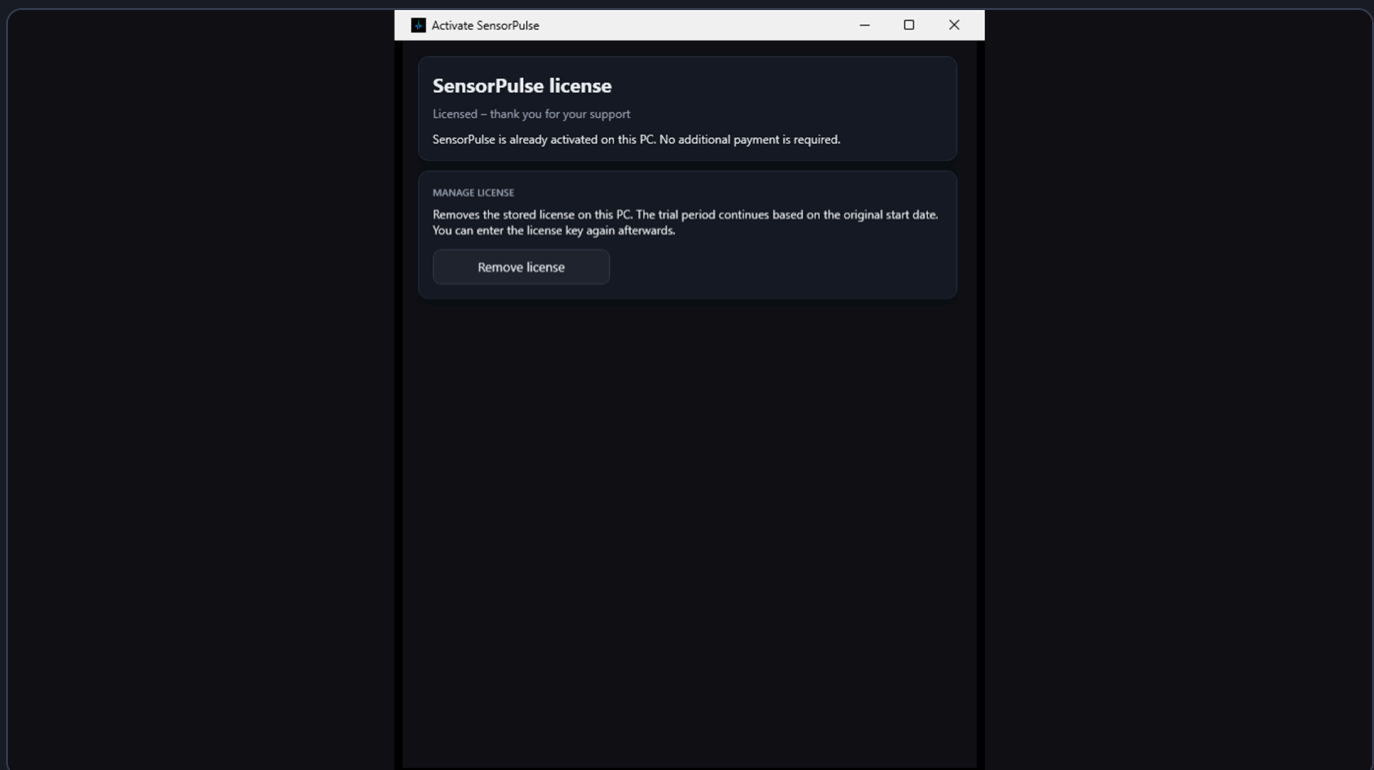 Activate SensorPulse
SensorPulse license
Licensed – thank you for your support
SensorPulse is already activated on this PC. No additional payment is required.
MANAGE LICENSE
Removes the stored license on this PC. The trial period continues based on the original start date.
You can enter the license key again afterwards.
Remove license